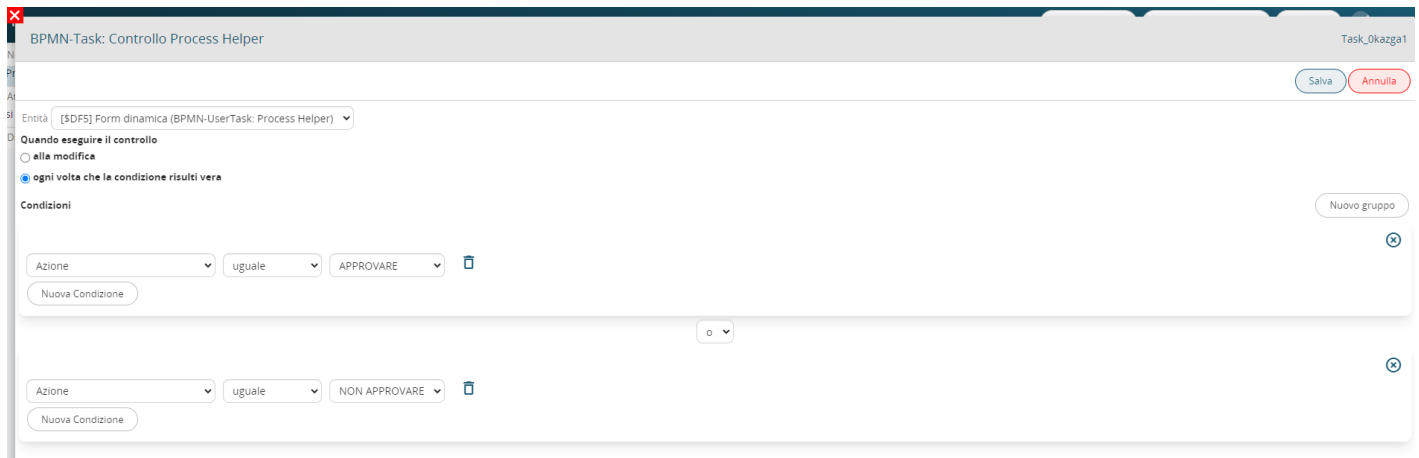 BPMN-Task: Controllo Process Helper
Task_0kazga1
Salva
Annulla
Entità [$DF5] Form dinamica (BPMN-UserTask: Process Helper)
Quando eseguire il controllo
alla modifica
ogni volta che la condizione risulti vera
Condizioni
Nuovo gruppo
Azione uguale APPROVARE
Nuova Condizione
o
Azione uguale NON APPROVARE
Nuova Condizione